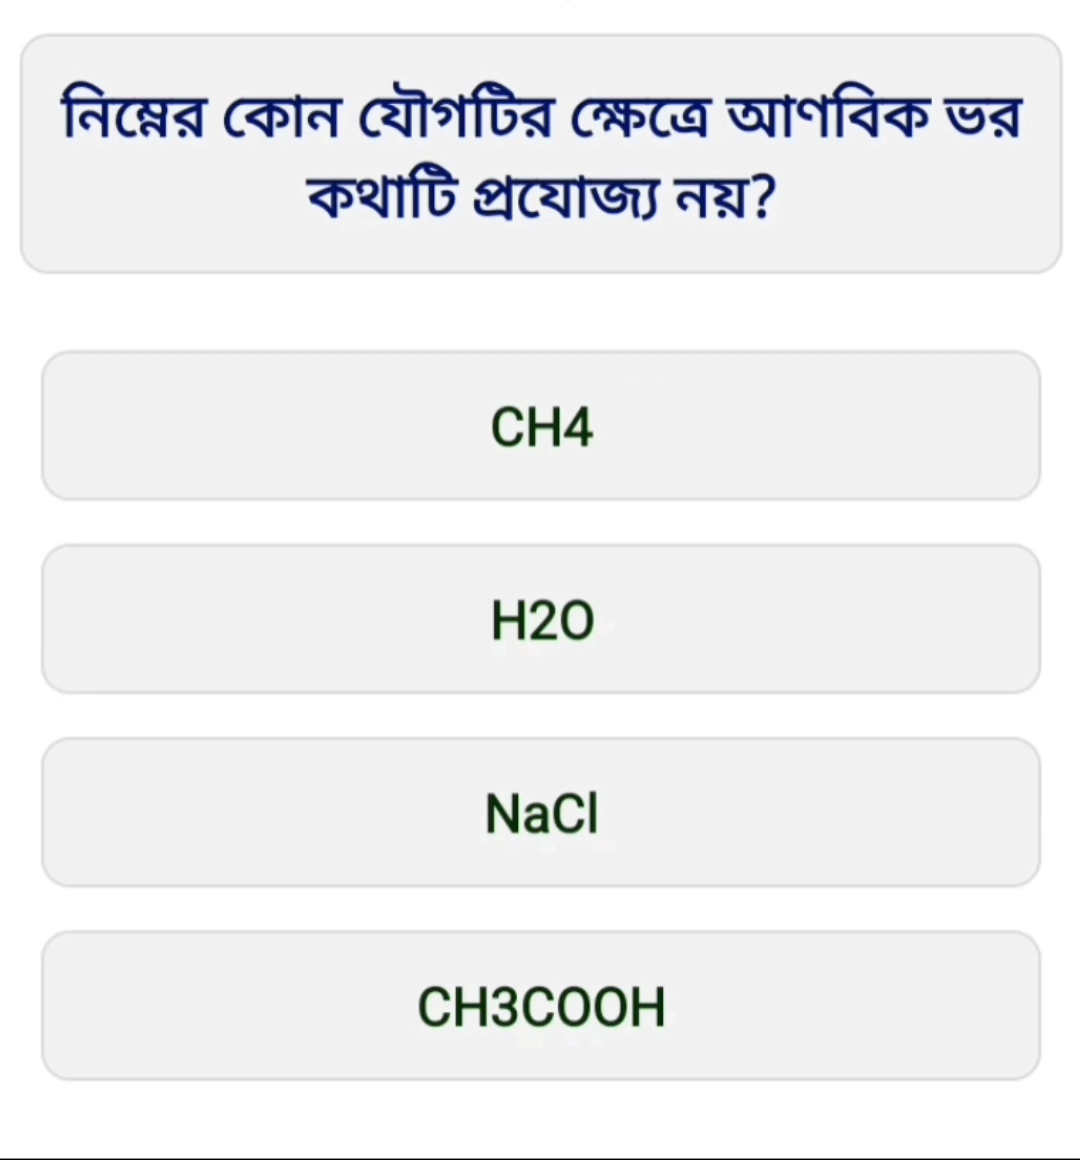 নিম্নের কোন যৌগটির ক্ষেত্রে আণবিক ভর
কথাটি প্রযোজ্য নয়?
CH4
H2O
NaCl
CH3COOH